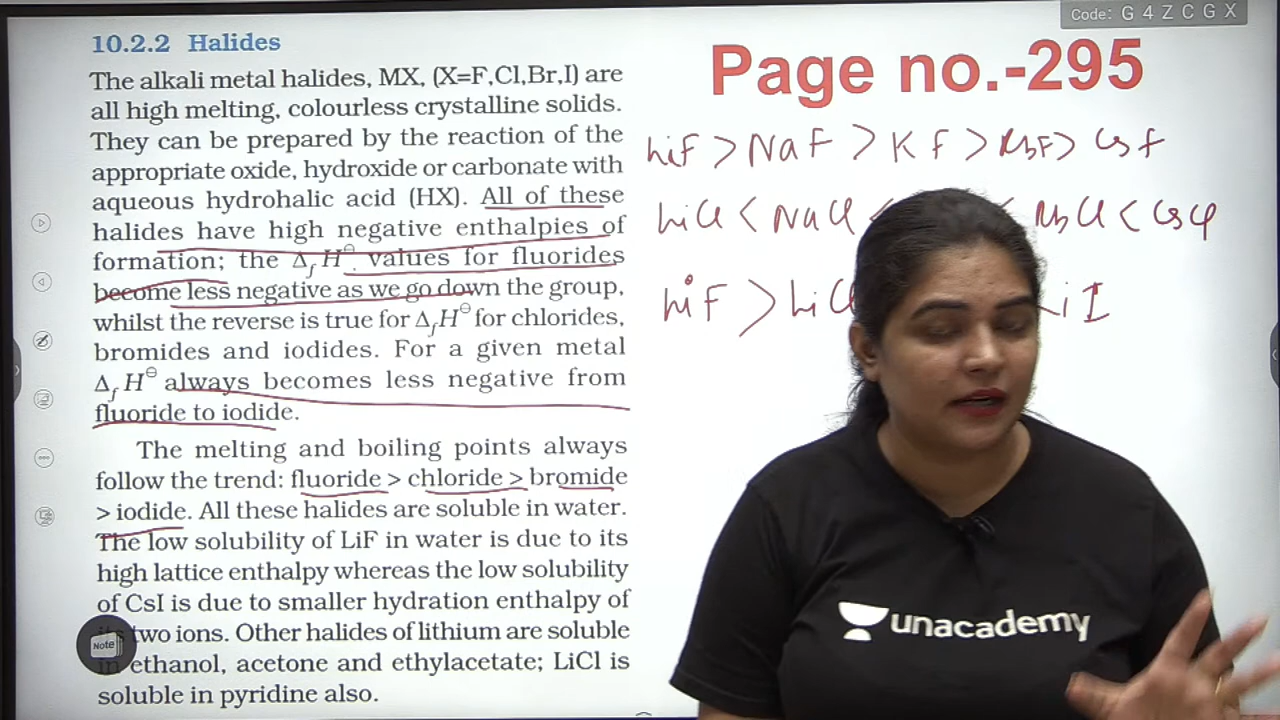 Code: G 4 Z C G X
10.2.2 Halides
The alkali metal halides, MX, (X=F,Cl,Br,I) are
all high melting, colourless crystalline solids.
They can be prepared by the reaction of the
appropriate oxide, hydroxide or carbonate with
aqueous hydrohalic acid (HX). All of these
halides have high negative enthalpies of
formation; the ΔfH⊖ values for fluorides
become less negative as we go down the group,
whilst the reverse is true for ΔfH⊖ for chlorides,
bromides and iodides. For a given metal
ΔfH⊖ always becomes less negative from
fluoride to iodide.
The melting and boiling points always
follow the trend: fluoride > chloride > bromide
> iodide. All these halides are soluble in water.
The low solubility of LiF in water is due to its
high lattice enthalpy whereas the low solubility
of CsI is due to smaller hydration enthalpy of
two ions. Other halides of lithium are soluble
ethanol, acetone and ethylacetate; LiCl is
soluble in pyridine also.
Note
Page no.-295
LiF > NaF > KF > RbF > CsF
LiCl < NaCl < < RbCl < CsCl
LiF > LiCl LiI
unacademy